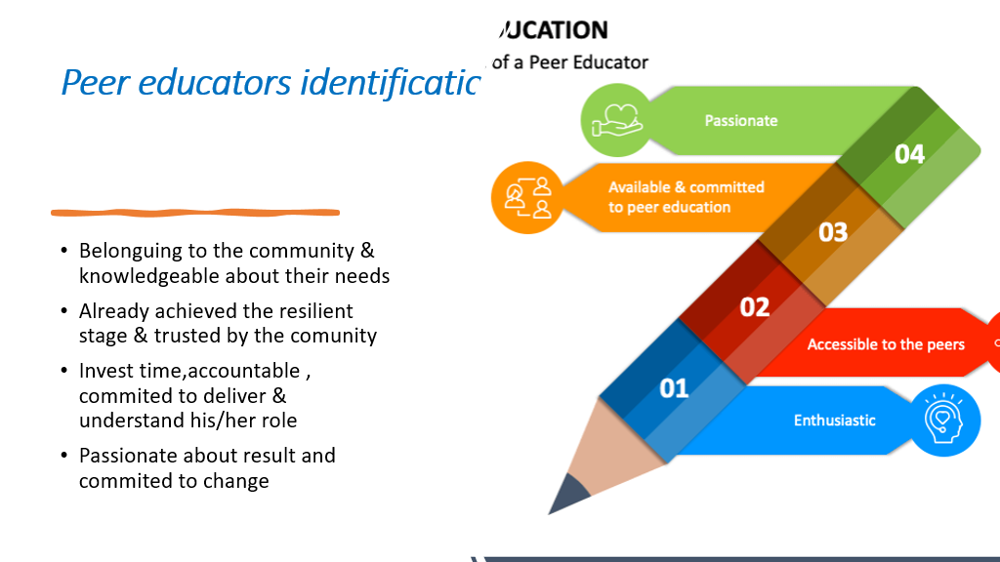 Peer educators identificatic
• Belonguing to the community &
knowledgeable about their needs
• Already achieved the resilient
stage & trusted by the comunity
• Invest time,accountable ,
commited to deliver &
understand his/her role
• Passionate about result and
commited to change
UCATION
of a Peer Educator
Passionate
04
Available & committed
to peer education
03
02
Accessible to the peers
01
Enthusiastic